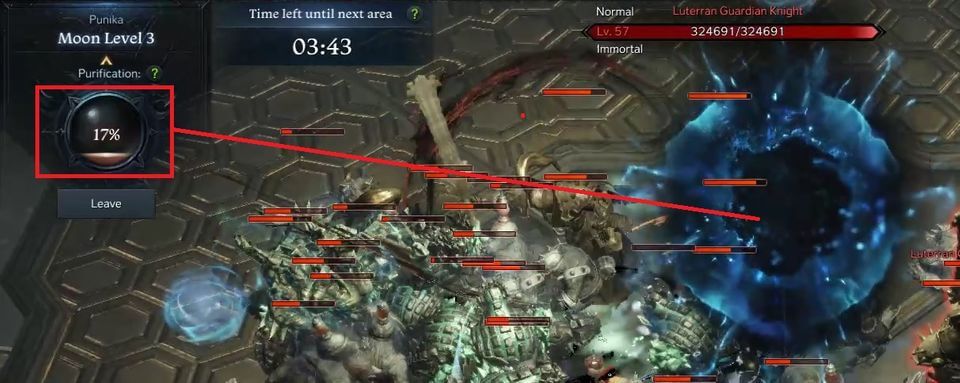 Punika
Moon Level 3
Purification: ?
17%
Leave
Time left until next area ?
03:43
Normal Luterran Guardian Knight
Lv. 57 324691/324691
Immortal
Luterran